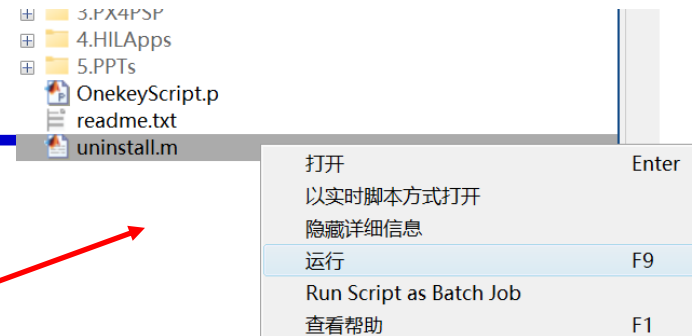 3.PX4PSP
4.HILApps
5.PPTs
OnekeyScript.p
readme.txt
uninstall.m
打开 Enter
以实时脚本方式打开
隐藏详细信息
运行 F9
Run Script as Batch Job
查看帮助 F1